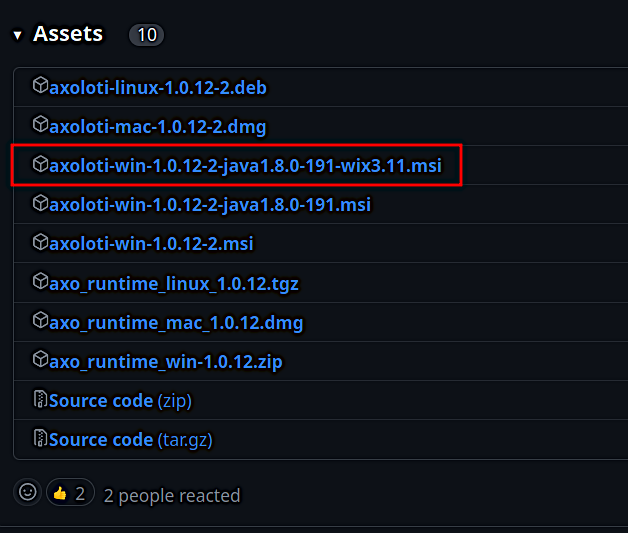 Assets 10
axoloti-linux-1.0.12-2.deb
axoloti-mac-1.0.12-2.dmg
axoloti-win-1.0.12-2-java1.8.0-191-wix3.11.msi
axoloti-win-1.0.12-2-java1.8.0-191.msi
axoloti-win-1.0.12-2.msi
axo_runtime_linux_1.0.12.tgz
axo_runtime_mac_1.0.12.dmg
axo_runtime_win-1.0.12.zip
Source code (zip)
Source code (tar.gz)
👍 2 2 people reacted